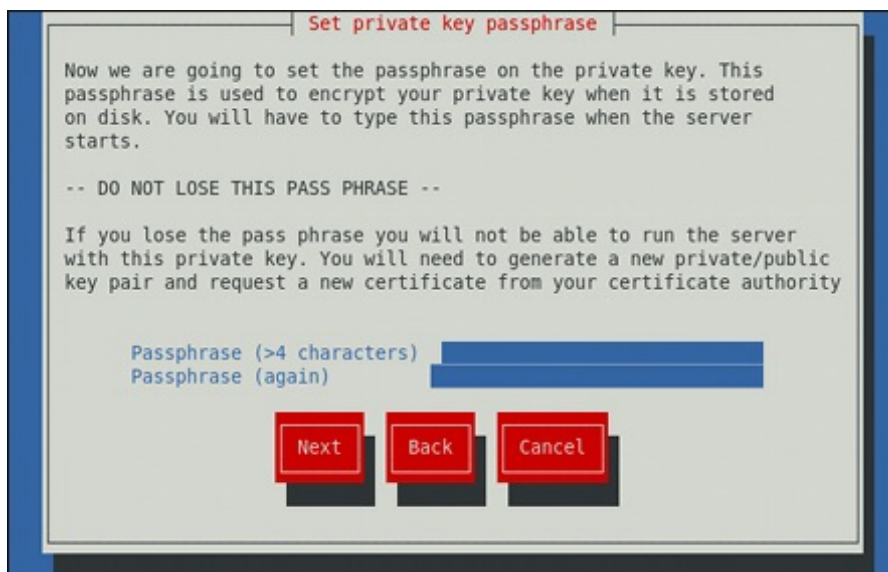 Set private key passphrase
Now we are going to set the passphrase on the private key. This
passphrase is used to encrypt your private key when it is stored
on disk. You will have to type this passphrase when the server
starts.
-- DO NOT LOSE THIS PASS PHRASE --
If you lose the pass phrase you will not be able to run the server
with this private key. You will need to generate a new private/public
key pair and request a new certificate from your certificate authority
Passphrase (>4 characters)
Passphrase (again)
Next Back Cancel